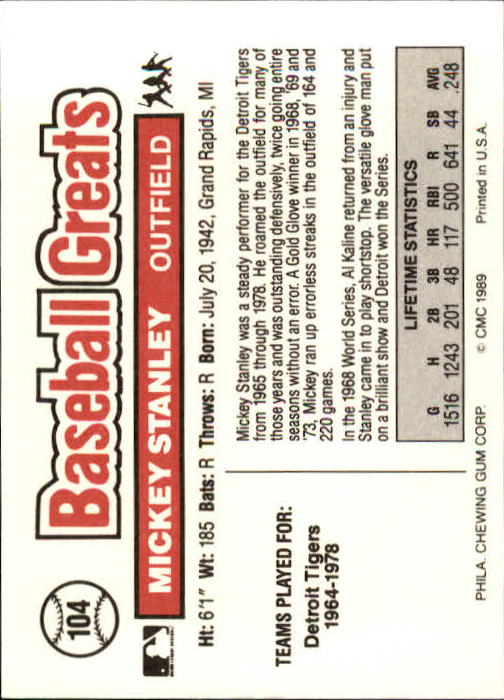 104
Baseball Greats
MICKEY STANLEY OUTFIELD
Ht: 6'1" Wt: 185 Bats: R Throws: R Born: July 20, 1942, Grand Rapids, MI
TEAMS PLAYED FOR:
Detroit Tigers
1964-1978
Mickey Stanley was a steady performer for the Detroit Tigers
from 1965 through 1978. He roamed the outfield for many of
those years and was outstanding defensively, twice going entire
seasons without an error. A Gold Glove winner in 1968, '69 and
'73, Mickey ran up errorless streaks in the outfield of 164 and
220 games.
In the 1968 World Series, Al Kaline returned from an injury and
Stanley came in to play shortstop. The versatile glove man put
on a brilliant show and Detroit won the Series.
LIFETIME STATISTICS
G H 2B 3B HR RBI R SB AVG
1516 1243 201 48 117 500 641 44 .248
PHILA. CHEWING GUM CORP. © CMC 1989 Printed in U.S.A.